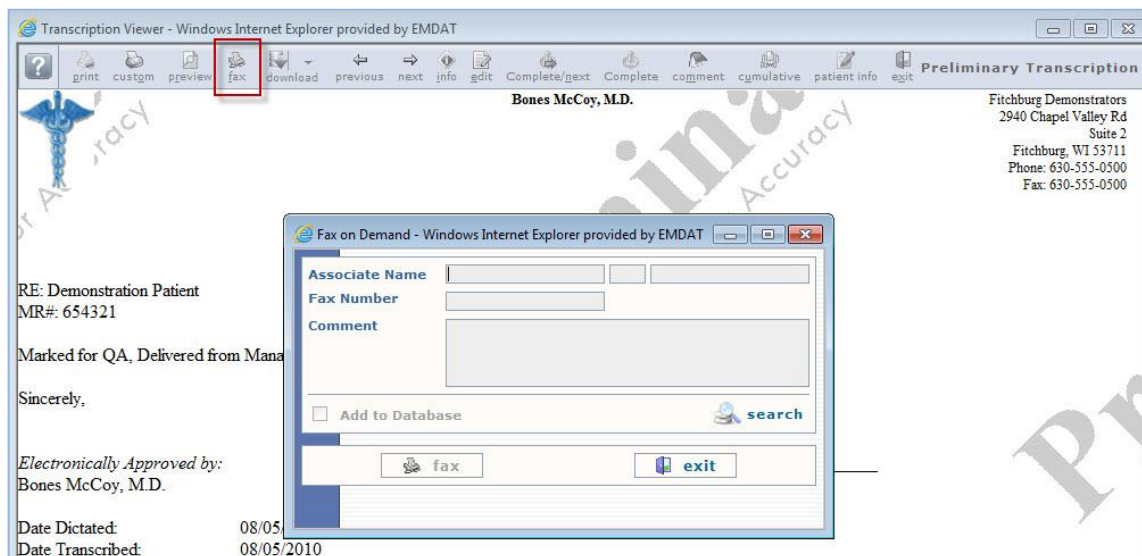 Transcription Viewer - Windows Internet Explorer provided by EMDAT
? print custom preview fax download previous next info edit Complete/next Complete comment cumulative patient info exit Preliminary Transcription
Bones McCoy, M.D.
Fitchburg Demonstrators
2940 Chapel Valley Rd
Suite 2
Fitchburg, WI 53711
Phone: 630-555-0500
Fax: 630-555-0500
or Accuracy
Accuracy
RE: Demonstration Patient
MR#: 654321
Marked for QA, Delivered from Mana
Sincerely,
Electronically Approved by:
Bones McCoy, M.D.
Date Dictated: 08/05/
Date Transcribed: 08/05/2010
Fax on Demand - Windows Internet Explorer provided by EMDAT
Associate Name
Fax Number
Comment
Add to Database
search
fax
exit